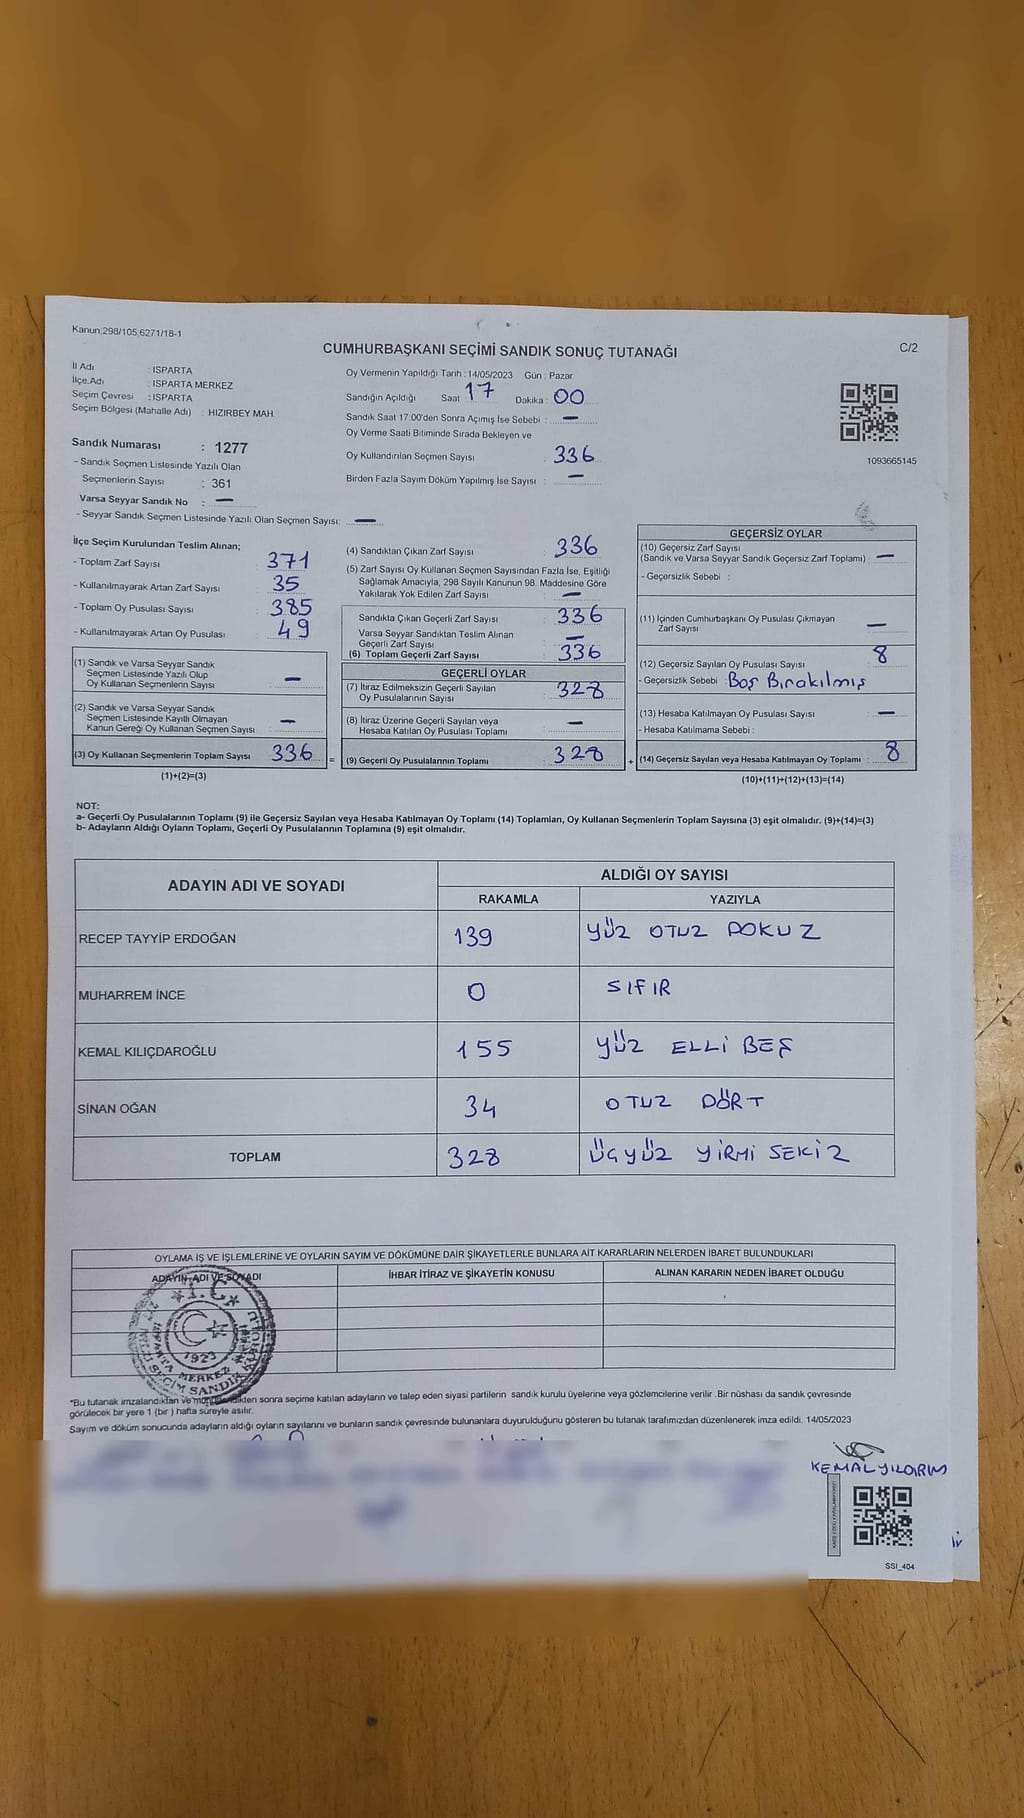 Kanun;298/105,6271/18-1
CUMHURBAŞKANI SEÇİMİ SANDIK SONUÇ TUTANAĞI
C/2
İl Adı : ISPARTA
İlçe.Adı : ISPARTA MERKEZ
Seçim Çevresi : ISPARTA
Seçim Bölgesi (Mahalle Adı) : HIZIRBEY MAH.
Sandık Numarası : 1277
- Sandık Seçmen Listesinde Yazılı Olan
Seçmenlerin Sayısı : 361
Varsa Seyyar Sandık No : —
- Seyyar Sandık Seçmen Listesinde Yazılı Olan Seçmen Sayısı: —
Oy Vermenin Yapıldığı Tarih : 14/05/2023 Gün : Pazar
Sandığın Açıldığı Saat : 17 Dakika : 00
Sandık Saat 17:00'den Sonra Açımış İse Sebebi : —
Oy Verme Saati Bitiminde Sırada Bekleyen ve
Oy Kullandırılan Seçmen Sayısı : 336
Birden Fazla Sayım Döküm Yapılmış İse Sayısı : —
1093665145
İlçe Seçim Kurulundan Teslim Alınan;
- Toplam Zarf Sayısı : 371
- Kullanılmayarak Artan Zarf Sayısı : 35
- Toplam Oy Pusulası Sayısı : 385
- Kullanılmayarak Artan Oy Pusulası : 49
(1) Sandık ve Varsa Seyyar Sandık
Seçmen Listesinde Yazılı Olup
Oy Kullanan Seçmenlerin Sayısı : —
(2) Sandık ve Varsa Seyyar Sandık
Seçmen Listesinde Kayıtlı Olmayan
Kanun Gereği Oy Kullanan Seçmen Sayısı : —
(3) Oy Kullanan Seçmenlerin Toplam Sayısı : 336 =
(1)+(2)=(3)
(4) Sandıktan Çıkan Zarf Sayısı : 336
(5) Zarf Sayısı Oy Kullanan Seçmen Sayısından Fazla İse, Eşitliği
Sağlamak Amacıyla, 298 Sayılı Kanunun 98. Maddesine Göre
Yakılarak Yok Edilen Zarf Sayısı : —
Sandıkta Çıkan Geçerli Zarf Sayısı : 336
Varsa Seyyar Sandıktan Teslim Alınan
Geçerli Zarf Sayısı : —
(6) Toplam Geçerli Zarf Sayısı : 336
GEÇERLİ OYLAR
(7) İtiraz Edilmeksizin Geçerli Sayılan
Oy Pusulalarının Sayısı : 328
(8) İtiraz Üzerine Geçerli Sayılan veya
Hesaba Katılan Oy Pusulası Toplamı : —
(9) Geçerli Oy Pusulalarının Toplamı : 328 +
GEÇERSİZ OYLAR
(10) Geçersiz Zarf Sayısı
(Sandık ve Varsa Seyyar Sandık Geçersiz Zarf Toplamı) : —
- Geçersizlik Sebebi :
(11) İçinden Cumhurbaşkanı Oy Pusulası Çıkmayan
Zarf Sayısı : —
(12) Geçersiz Sayılan Oy Pusulası Sayısı : 8
- Geçersizlik Sebebi : Boş Bırakılmış
(13) Hesaba Katılmayan Oy Pusulası Sayısı : —
- Hesaba Katılmama Sebebi :
(14) Geçersiz Sayılan veya Hesaba Katılmayan Oy Toplamı : 8
(10)+(11)+(12)+(13)=(14)
NOT:
a- Geçerli Oy Pusulalarının Toplamı (9) ile Geçersiz Sayılan veya Hesaba Katılmayan Oy Toplamı (14) Toplamları, Oy Kullanan Seçmenlerin Toplam Sayısına (3) eşit olmalıdır. (9)+(14)=(3)
b- Adayların Aldığı Oyların Toplamı, Geçerli Oy Pusulalarının Toplamına (9) eşit olmalıdır.
ADAYIN ADI VE SOYADI
ALDIĞI OY SAYISI
RAKAMLA YAZIYLA
RECEP TAYYİP ERDOĞAN 139 YÜZ OTUZ DOKUZ
MUHARREM İNCE 0 SIFIR
KEMAL KILIÇDAROĞLU 155 YÜZ ELLİ BEŞ
SİNAN OĞAN 34 OTUZ DÖRT
TOPLAM 328 ÜÇYÜZ YİRMİ SEKİZ
OYLAMA İŞ VE İŞLEMLERİNE VE OYLARIN SAYIM VE DÖKÜMÜNE DAİR ŞİKAYETLERLE BUNLARA AİT KARARLARIN NELERDEN İBARET BULUNDUKLARI
ADAYIN ADI VE SOYADI İHBAR İTİRAZ VE ŞİKAYETİN KONUSU ALINAN KARARIN NEDEN İBARET OLDUĞU
T.C.
1923
ISPARTA MERKEZ
*Bu tutanak imzalandıktan ve mühürlendikten sonra seçime katılan adayların ve talep eden siyasi partilerin sandık kurulu üyelerine veya gözlemcilerine verilir .Bir nüshası da sandık çevresinde
görülecek bir yere 1 (bir ) hafta süreyle asılır.
Sayım ve döküm sonucunda adayların aldığı oyların sayılarını ve bunların sandık çevresinde bulunanlara duyurulduğunu gösteren bu tutanak tarafımızdan düzenlenerek imza edildi. 14/05/2023
KEMAL YILDIRIM
SSI_404